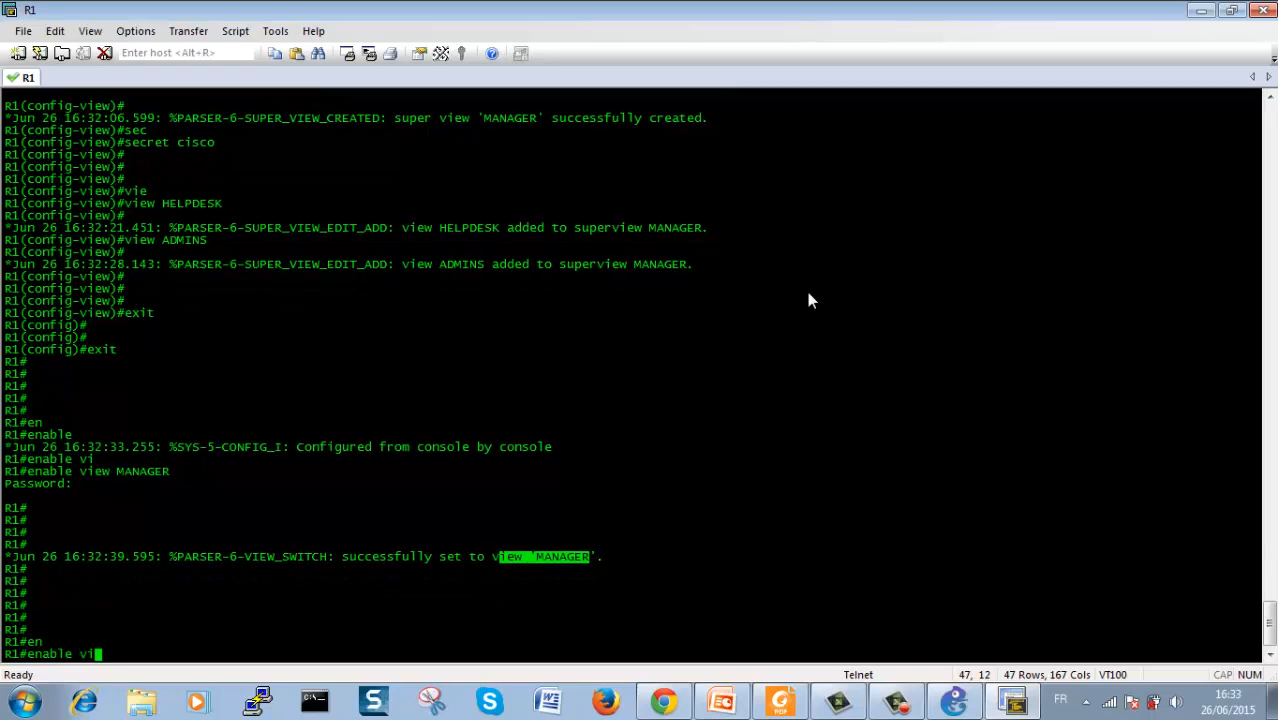 R1
File Edit View Options Transfer Script Tools Help
Enter host <Alt+R>
R1
R1(config-view)#
*Jun 26 16:32:06.599: %PARSER-6-SUPER_VIEW_CREATED: super view 'MANAGER' successfully created.
R1(config-view)#sec
R1(config-view)#secret cisco
R1(config-view)#
R1(config-view)#
R1(config-view)#
R1(config-view)#vie
R1(config-view)#view HELPDESK
R1(config-view)#
*Jun 26 16:32:21.451: %PARSER-6-SUPER_VIEW_EDIT_ADD: view HELPDESK added to superview MANAGER.
R1(config-view)#view ADMINS
R1(config-view)#
*Jun 26 16:32:28.143: %PARSER-6-SUPER_VIEW_EDIT_ADD: view ADMINS added to superview MANAGER.
R1(config-view)#
R1(config-view)#
R1(config-view)#
R1(config-view)#exit
R1(config)#
R1(config)#
R1(config)#exit
R1#
R1#
R1#
R1#
R1#
R1#en
R1#enable
*Jun 26 16:32:33.255: %SYS-5-CONFIG_I: Configured from console by console
R1#enable vi
R1#enable view MANAGER
Password:
R1#
R1#
R1#
R1#
*Jun 26 16:32:39.595: %PARSER-6-VIEW_SWITCH: successfully set to view 'MANAGER'.
R1#
R1#
R1#
R1#
R1#
R1#
R1#en
R1#enable vi
Ready Telnet 47, 12 47 Rows, 167 Cols VT100 CAP NUM
FR 16:33
26/06/2015